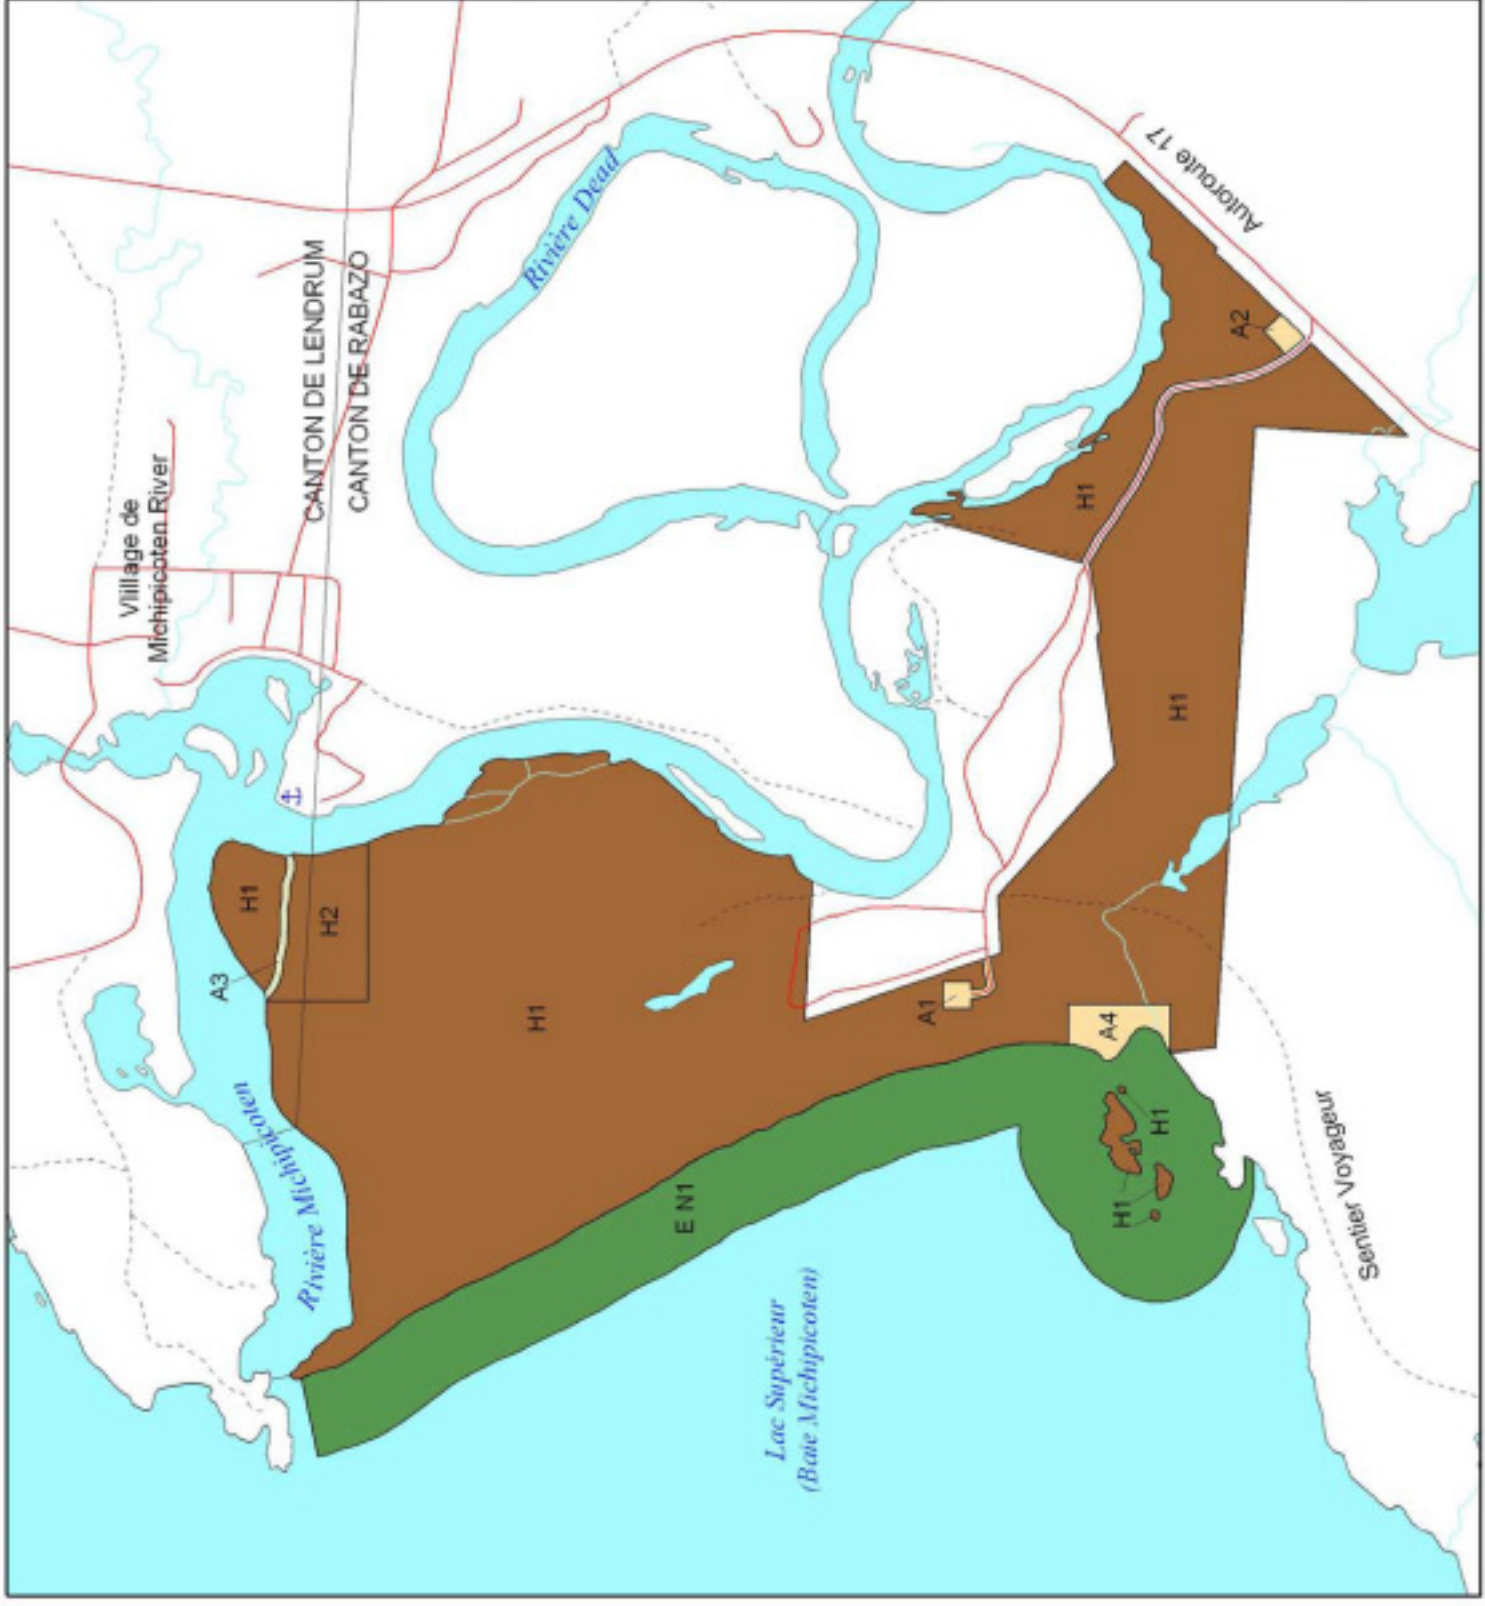 Vlillage de
Michipicoten River
CANTON DE LENDRUM
CANTON DE RABAZO
Rivière Dead
Autoroute 17
A2
H1
H1
H1
A3
H2
H1
A1
A4
Rivière Michipicoten
E N1
H1
H1
Lac Supérieur
(Baie Michipicoten)
Sentier Voyageur